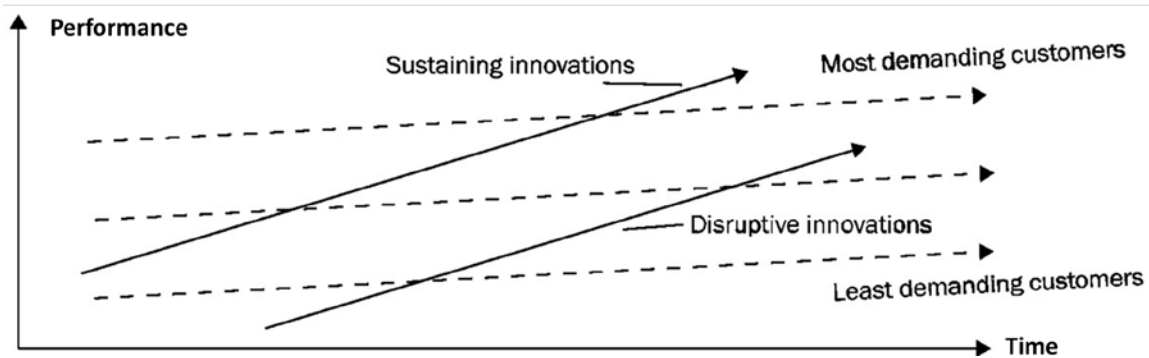 Performance
Sustaining innovations
Most demanding customers
Disruptive innovations
Least demanding customers
Time